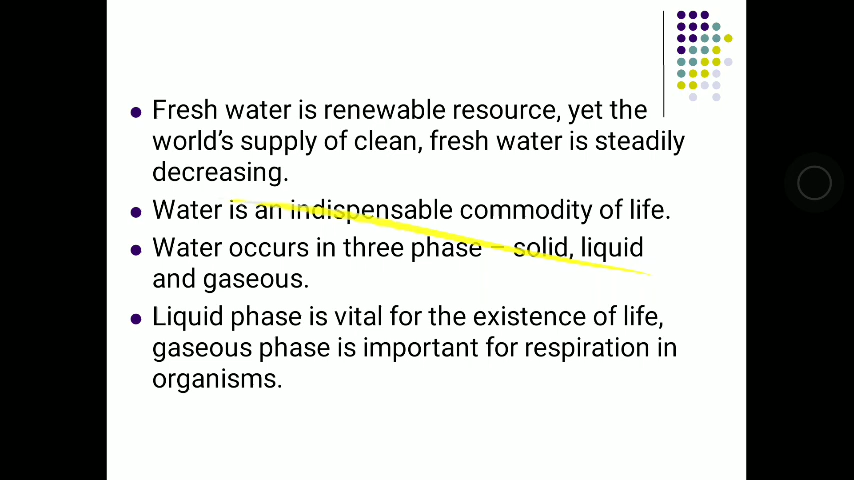 Fresh water is renewable resource, yet the
world's supply of clean, fresh water is steadily
decreasing.
Water is an indispensable commodity of life.
Water occurs in three phase – solid, liquid
and gaseous.
Liquid phase is vital for the existence of life,
gaseous phase is important for respiration in
organisms.